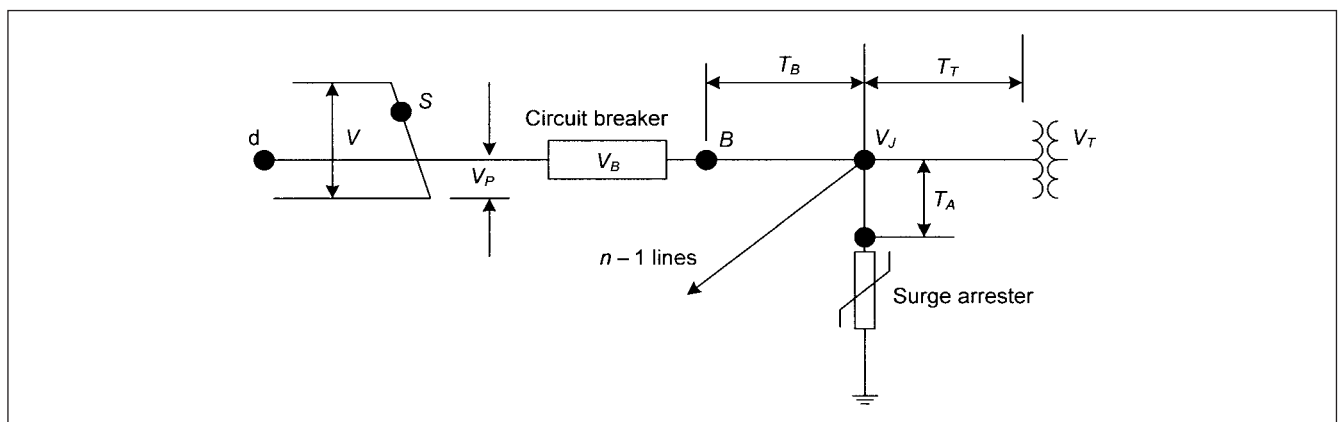 T_B
T_T
d
V
S
Circuit breaker
V_B
V_P
B
V_J
V_T
T_A
n – 1 lines
Surge arrester